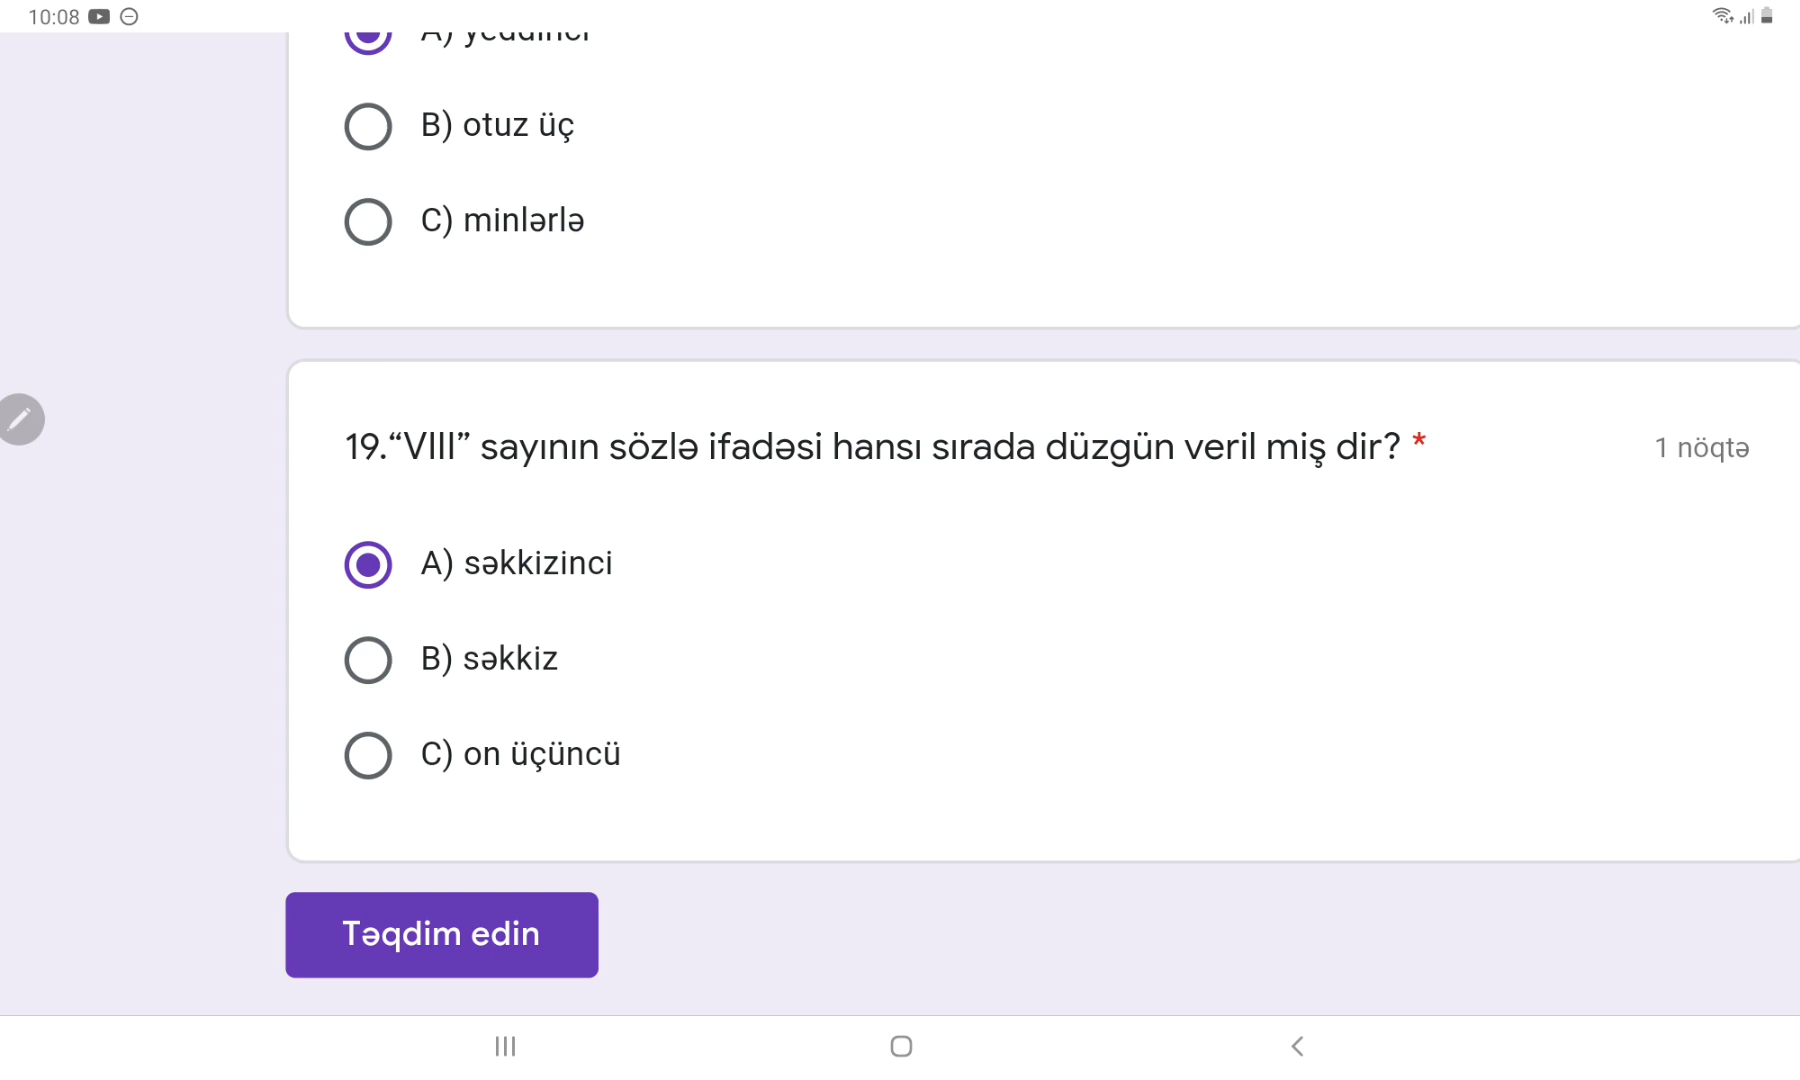 10:08
A) yeddinci
B) otuz üç
C) minlərlə
19.“VIII” sayının sözlə ifadəsi hansı sırada düzgün veril miş dir? *
1 nöqtə
A) səkkizinci
B) səkkiz
C) on üçüncü
Təqdim edin